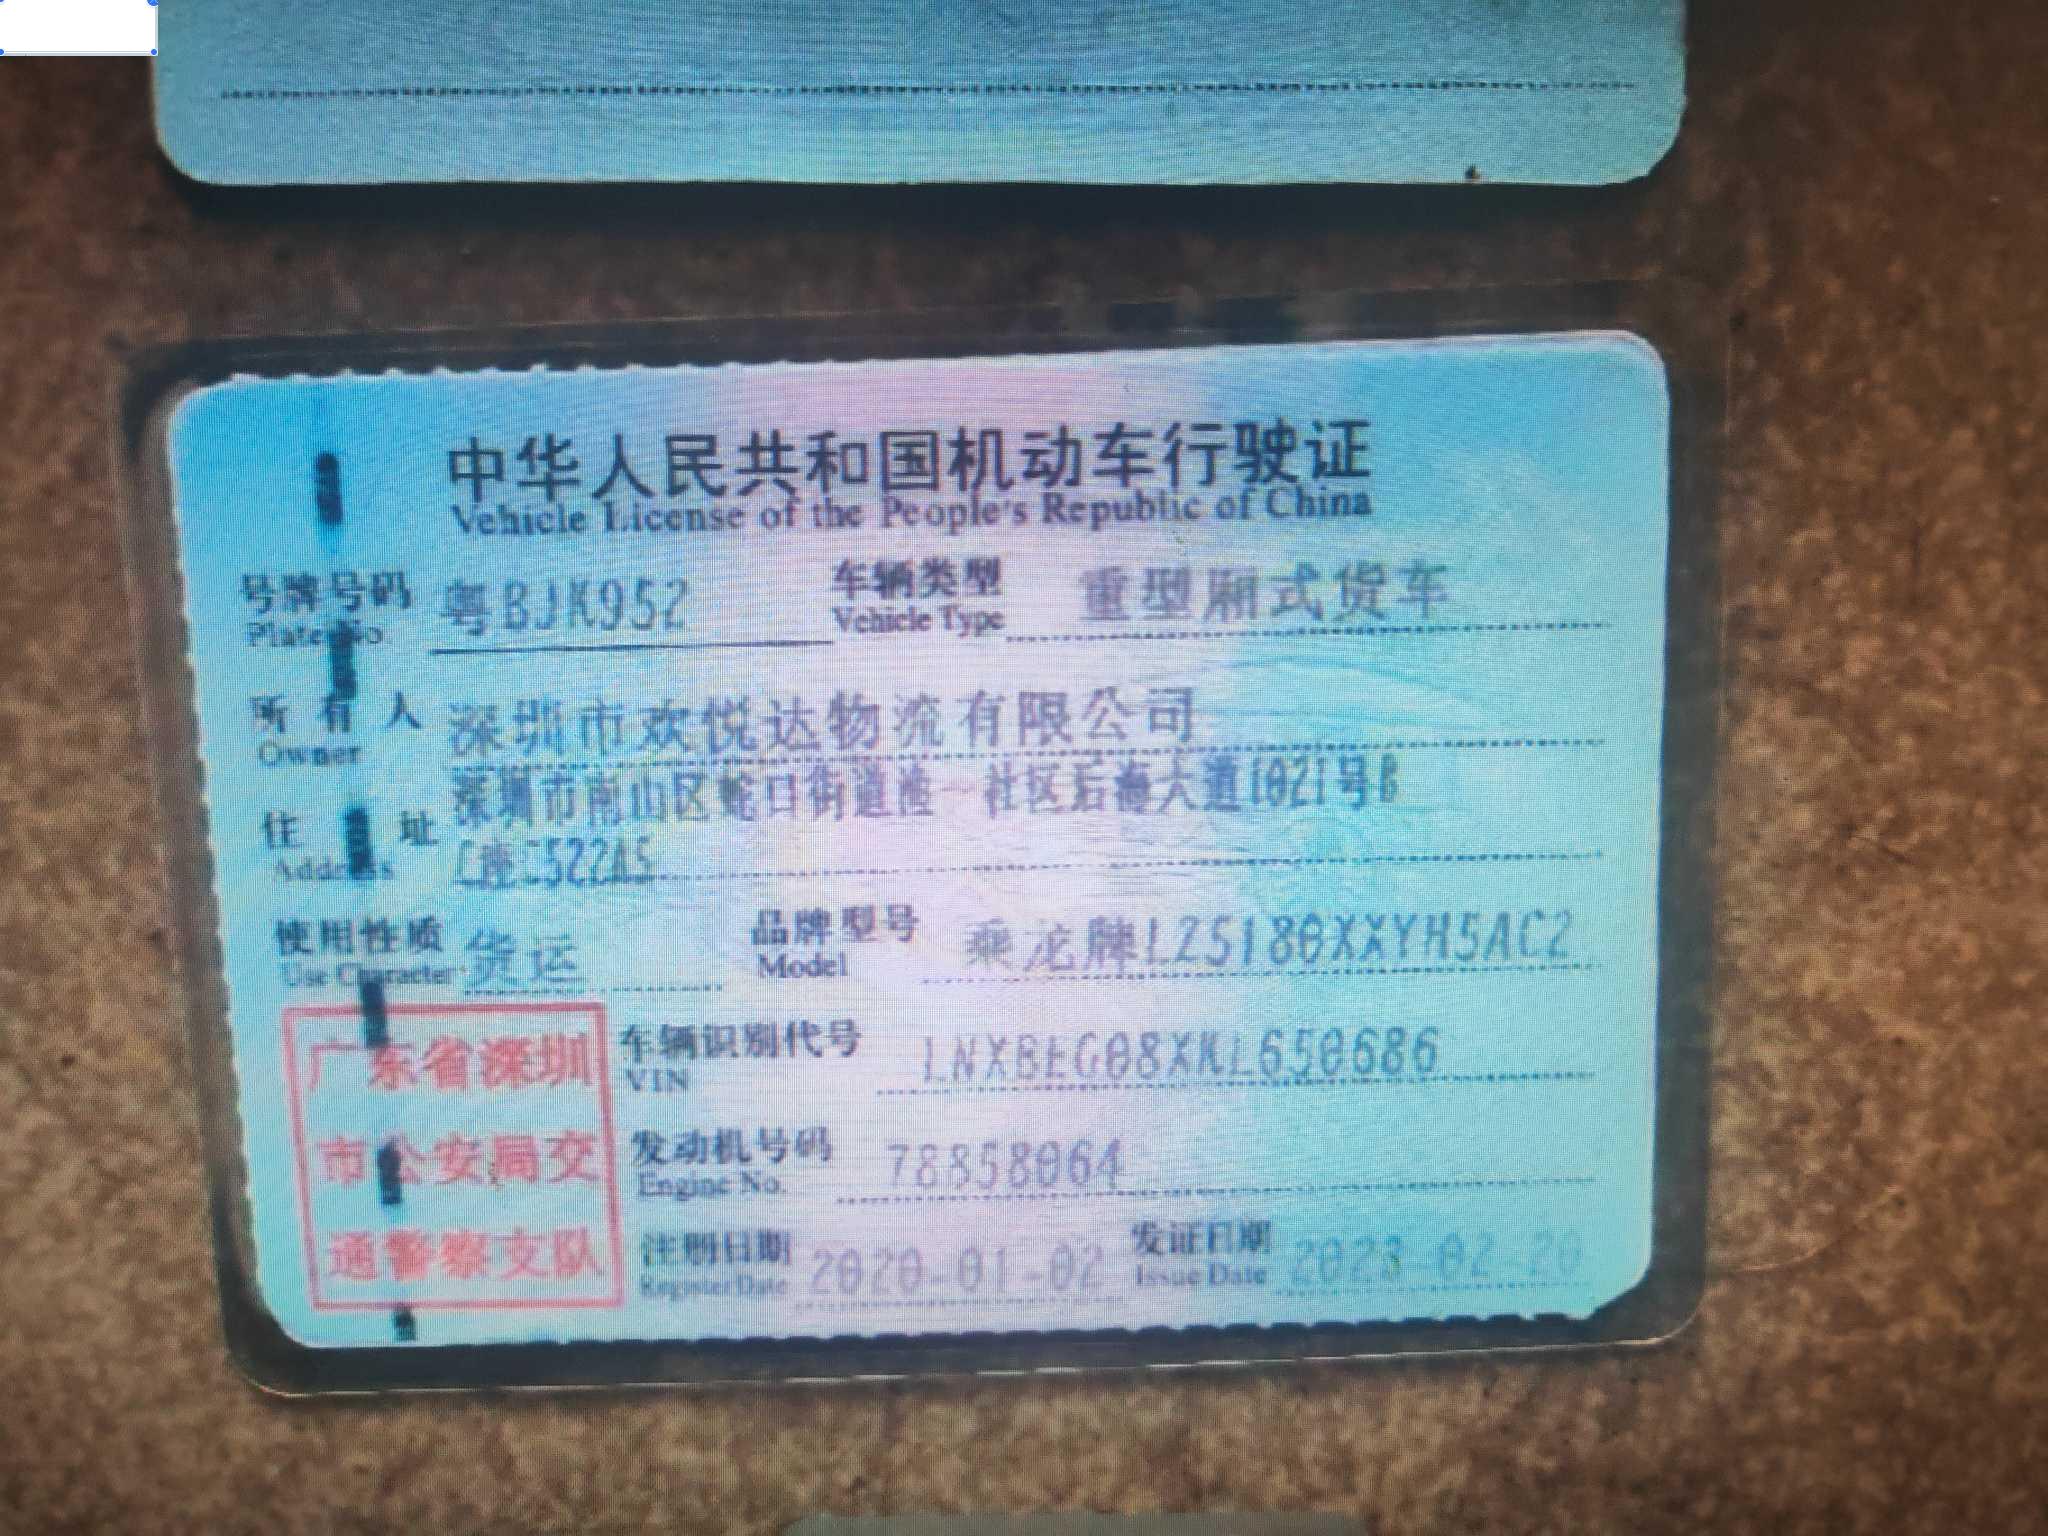 中华人民共和国机动车行驶证
Vehicle License of the People's Republic of China
号牌号码 粤BJK952 车辆类型 重型厢式货车
Plate No. Vehicle Type
所有人 深圳市欢悦达物流有限公司
Owner
住址 深圳市南山区蛇口街道渔一社区后海大道1021号B
Address C座C522A5
使用性质 货运 品牌型号 乘龙牌LZ5180XXYH5AC2
Use Character Model
广东省深圳
市公安局交
通警察支队
车辆识别代号 LNXBEG08XKL650686
VIN
发动机号码 78858064
Engine No.
注册日期 2020-01-02 发证日期 2023-02-20
Register Date Issue Date